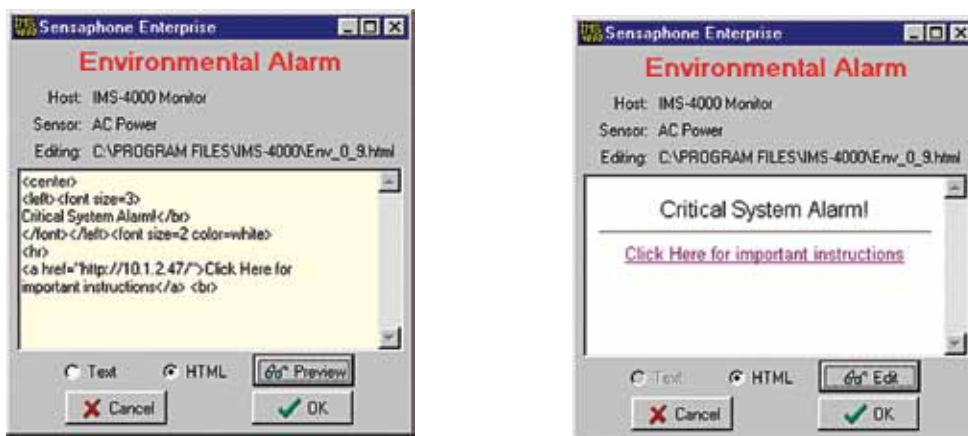 Sensaphone Enterprise
Environmental Alarm
Host: IMS-4000 Monitor
Sensor: AC Power
Editing: C:\PROGRAM FILES\IMS-4000\Env_0_9.html
<center>
<left><font size=3>
Critical System Alarm!</br>
</font></left><font size=2 color=white>
<hr>
<a href="http://10.1.2.47/">Click Here for
important instructions</a> <br>
Text HTML Preview
Cancel OK
Sensaphone Enterprise
Environmental Alarm
Host: IMS-4000 Monitor
Sensor: AC Power
Editing: C:\PROGRAM FILES\IMS-4000\Env_0_9.html
Critical System Alarm!
Click Here for important instructions
Text HTML Edit
Cancel OK